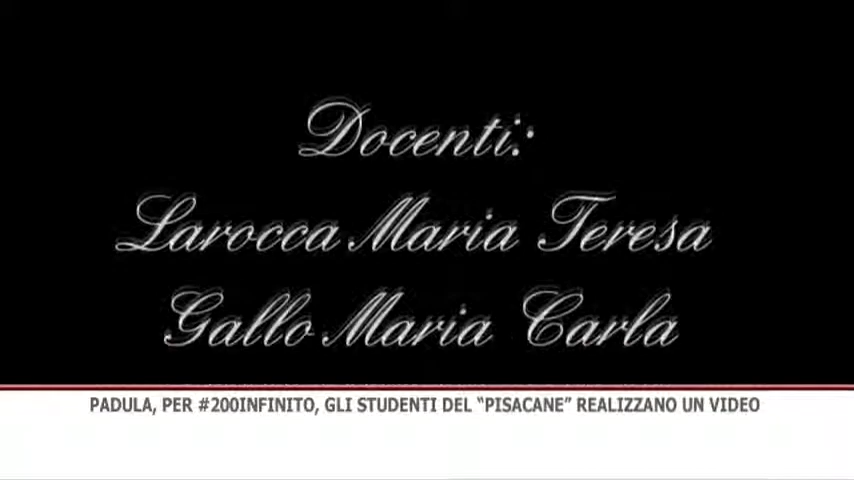 Docenti:
Larocca Maria Teresa
Gallo Maria Carla
PADULA, PER #200INFINITO, GLI STUDENTI DEL “PISACANE” REALIZZANO UN VIDEO